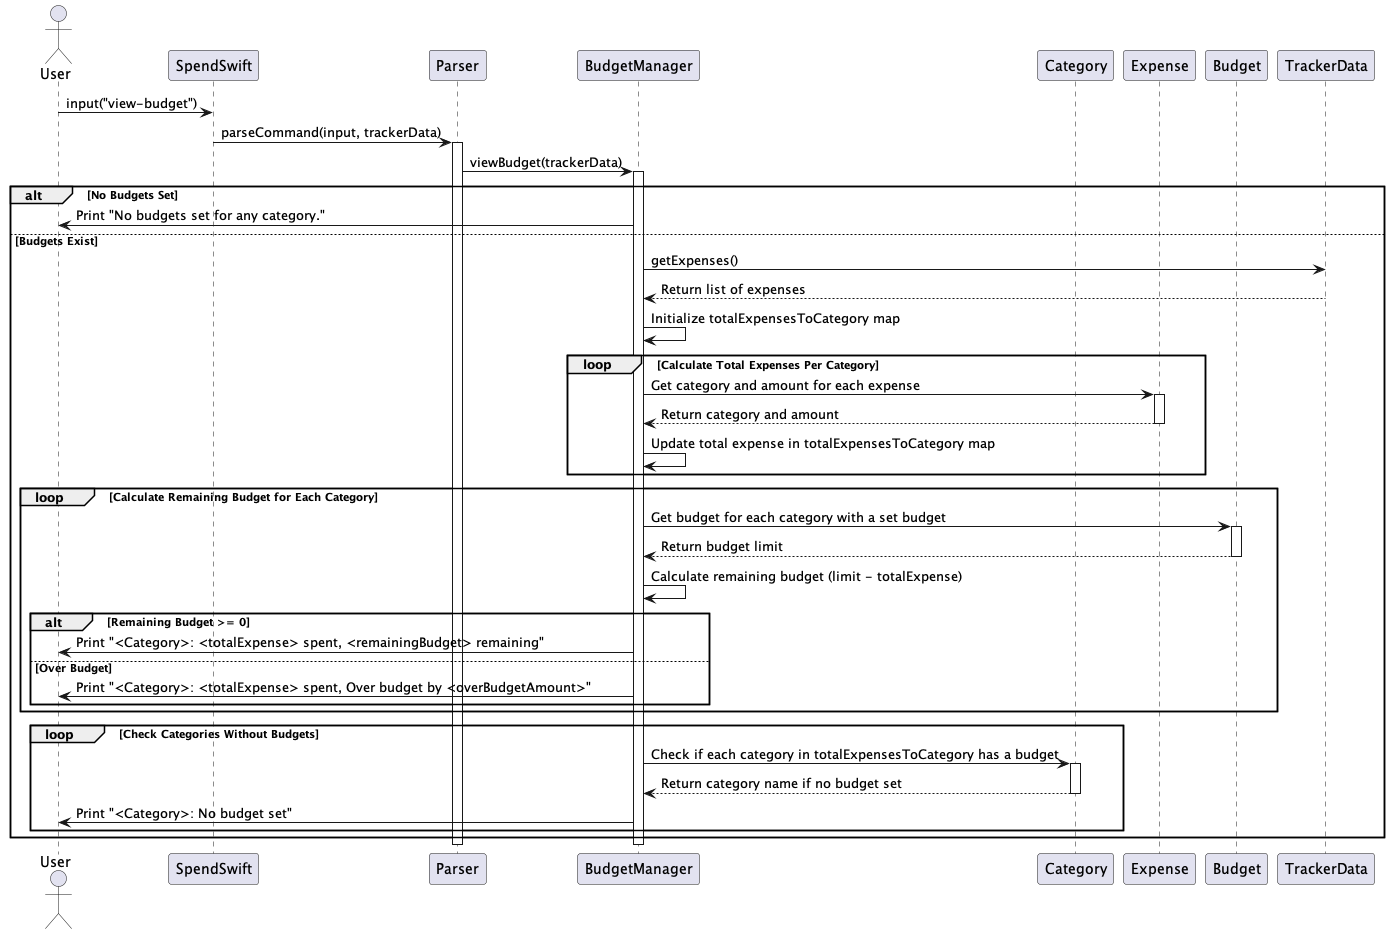 User
SpendSwift
Parser
BudgetManager
Category
Expense
Budget
TrackerData
input("view-budget")
parseCommand(input, trackerData)
viewBudget(trackerData)
alt [No Budgets Set]
Print "No budgets set for any category."
[Budgets Exist]
getExpenses()
Return list of expenses
Initialize totalExpensesToCategory map
loop [Calculate Total Expenses Per Category]
Get category and amount for each expense
Return category and amount
Update total expense in totalExpensesToCategory map
loop [Calculate Remaining Budget for Each Category]
Get budget for each category with a set budget
Return budget limit
Calculate remaining budget (limit - totalExpense)
alt [Remaining Budget >= 0]
Print "<Category>: <totalExpense> spent, <remainingBudget> remaining"
[Over Budget]
Print "<Category>: <totalExpense> spent, Over budget by <overBudgetAmount>"
loop [Check Categories Without Budgets]
Check if each category in totalExpensesToCategory has a budget
Return category name if no budget set
Print "<Category>: No budget set"
User
SpendSwift
Parser
BudgetManager
Category
Expense
Budget
TrackerData